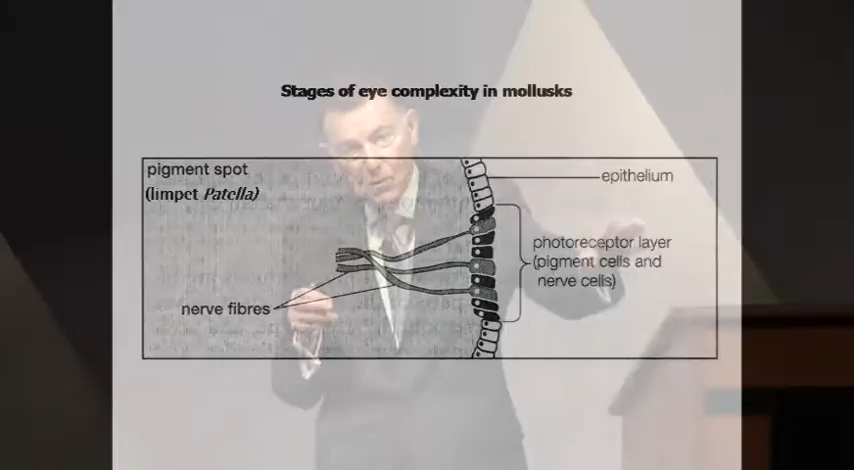 Stages of eye complexity in mollusks
pigment spot
(limpet Patella)
epithelium
photoreceptor layer
(pigment cells and
nerve cells)
nerve fibres